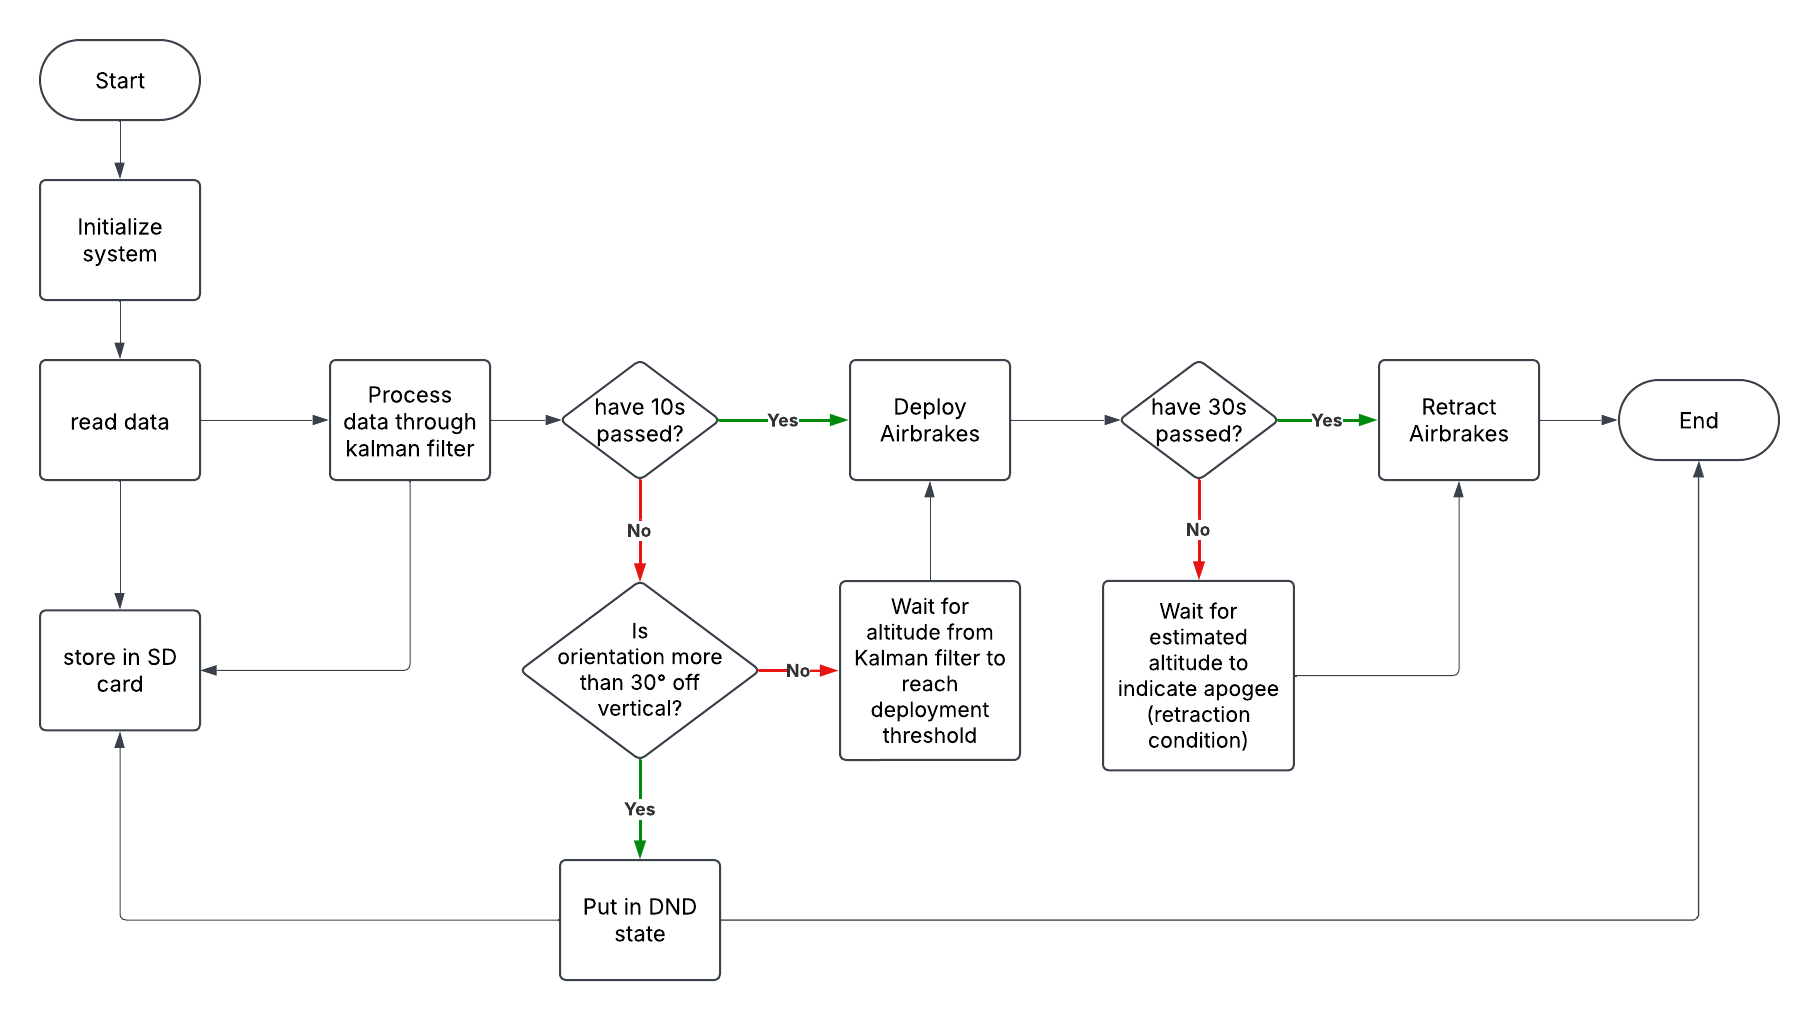 Start
Initialize
system
read data
Process
data through
kalman filter
have 10s
passed?
Yes
Deploy
Airbrakes
have 30s
passed?
Yes
Retract
Airbrakes
End
No
No
store in SD
card
Is
orientation more
than 30° off
vertical?
No
Wait for
altitude from
Kalman filter to
reach
deployment
threshold
Wait for
estimated
altitude to
indicate apogee
(retraction
condition)
Yes
Put in DND
state